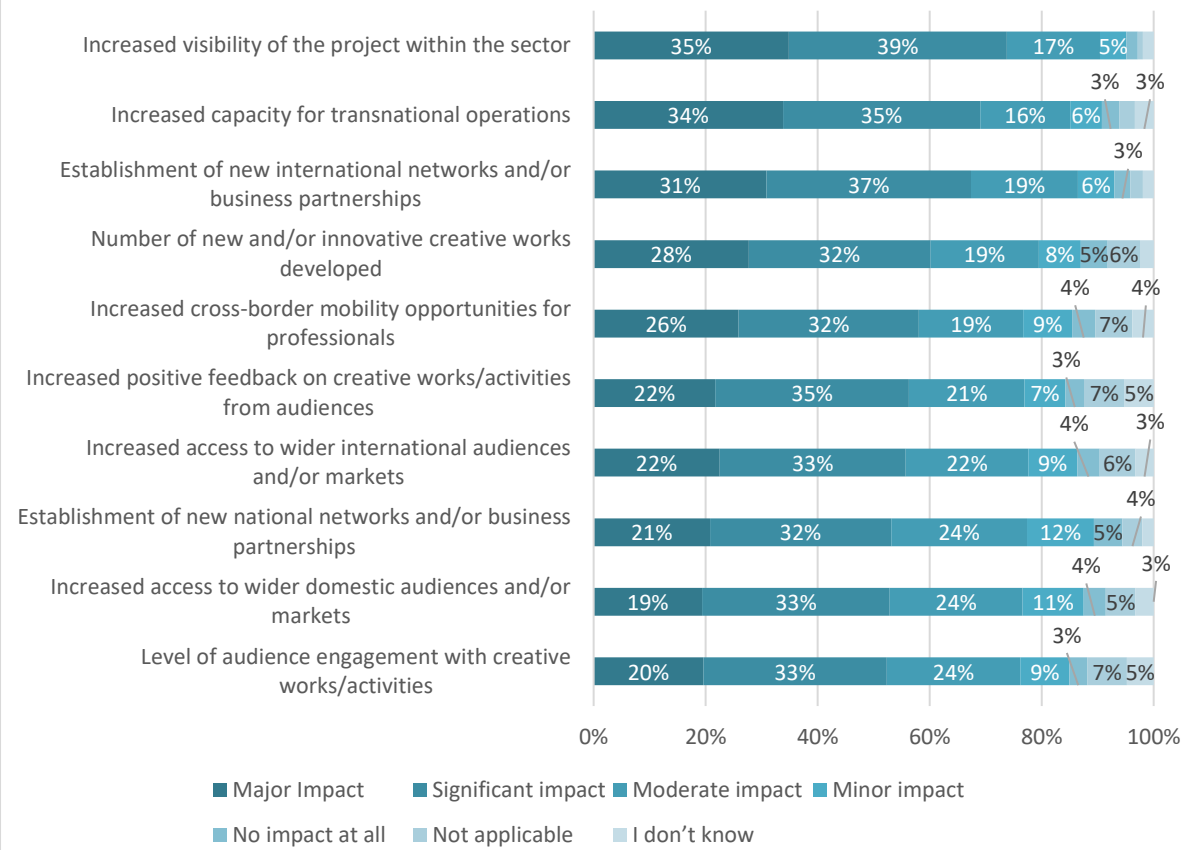 Increased visibility of the project within the sector
35% 39% 17% 5%
3% 3%
Increased capacity for transnational operations
34% 35% 16% 6%
3%
Establishment of new international networks and/or
business partnerships
31% 37% 19% 6%
Number of new and/or innovative creative works
developed
28% 32% 19% 8% 5% 6%
4% 4%
Increased cross-border mobility opportunities for
professionals
26% 32% 19% 9% 7%
3%
Increased positive feedback on creative works/activities
from audiences
22% 35% 21% 7% 7% 5%
4% 3%
Increased access to wider international audiences
and/or markets
22% 33% 22% 9% 6%
4%
Establishment of new national networks and/or business
partnerships
21% 32% 24% 12% 5%
4% 3%
Increased access to wider domestic audiences and/or
markets
19% 33% 24% 11% 5%
3%
Level of audience engagement with creative
works/activities
20% 33% 24% 9% 7% 5%
0% 20% 40% 60% 80% 100%
Major Impact Significant impact Moderate impact Minor impact
No impact at all Not applicable I don't know